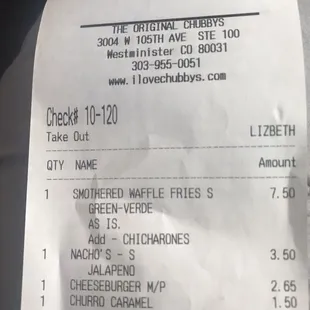 THE ORIGINAL CHUBBYS
3004 W 105TH AVE STE 100
Westminister CO 80031
303-955-0051
www.ilovechubbys.com
Check# 10-120
Take Out LIZBETH
QTY NAME Amount
1 SMOTHERED WAFFLE FRIES S 7.50
GREEN-VERDE
AS IS.
Add - CHICHARONES
1 NACHO'S - S 3.50
JALAPENO
1 CHEESEBURGER M/P 2.65
1 CHURRO CARAMEL 1.50